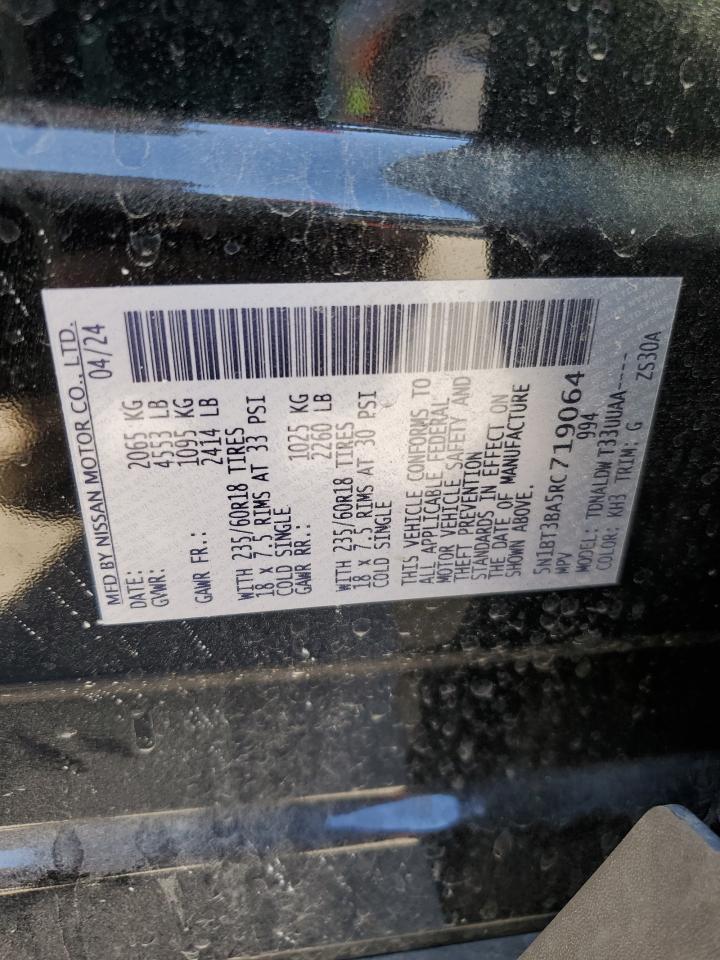 MFD BY NISSAN MOTOR CO., LTD.
DATE: 04/24
GVWR: 2065 KG
4553 LB
GAWR FR.: 1095 KG
2414 LB
WITH 235/60R18 TIRES
18 X 7.5 RIMS AT 33 PSI
COLD SINGLE
GAWR RR.: 1025 KG
2260 LB
WITH 235/60R18 TIRES
18 X 7.5 RIMS AT 30 PSI
COLD SINGLE
THIS VEHICLE CONFORMS TO
ALL APPLICABLE FEDERAL
MOTOR VEHICLE SAFETY AND
THEFT PREVENTION
STANDARDS IN EFFECT ON
THE DATE OF MANUFACTURE
SHOWN ABOVE.
5N1BT3BA5RC719064
MPV 994
MODEL: TDNALDW T33UUAA----
COLOR: KH3 TRIM: G ZS30A